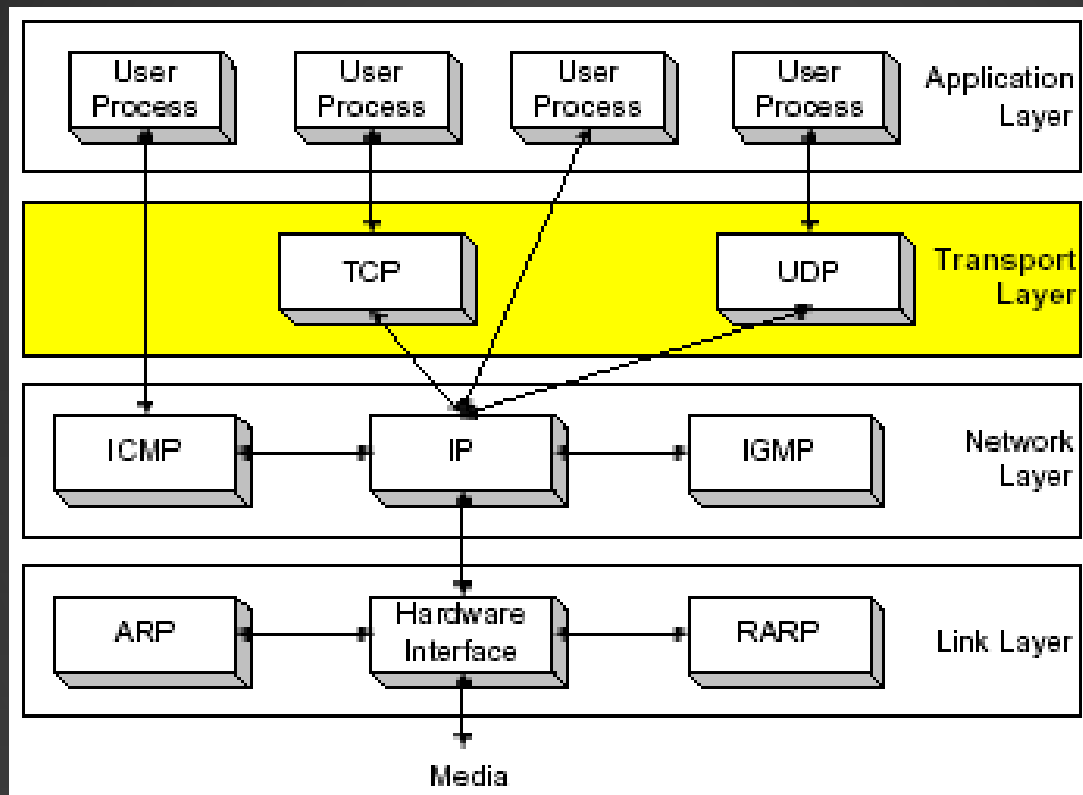 User
Process
User
Process
User
Process
User
Process
Application
Layer
TCP
UDP
Transport
Layer
ICMP
IP
IGMP
Network
Layer
ARP
Hardware
Interface
RARP
Link Layer
Media